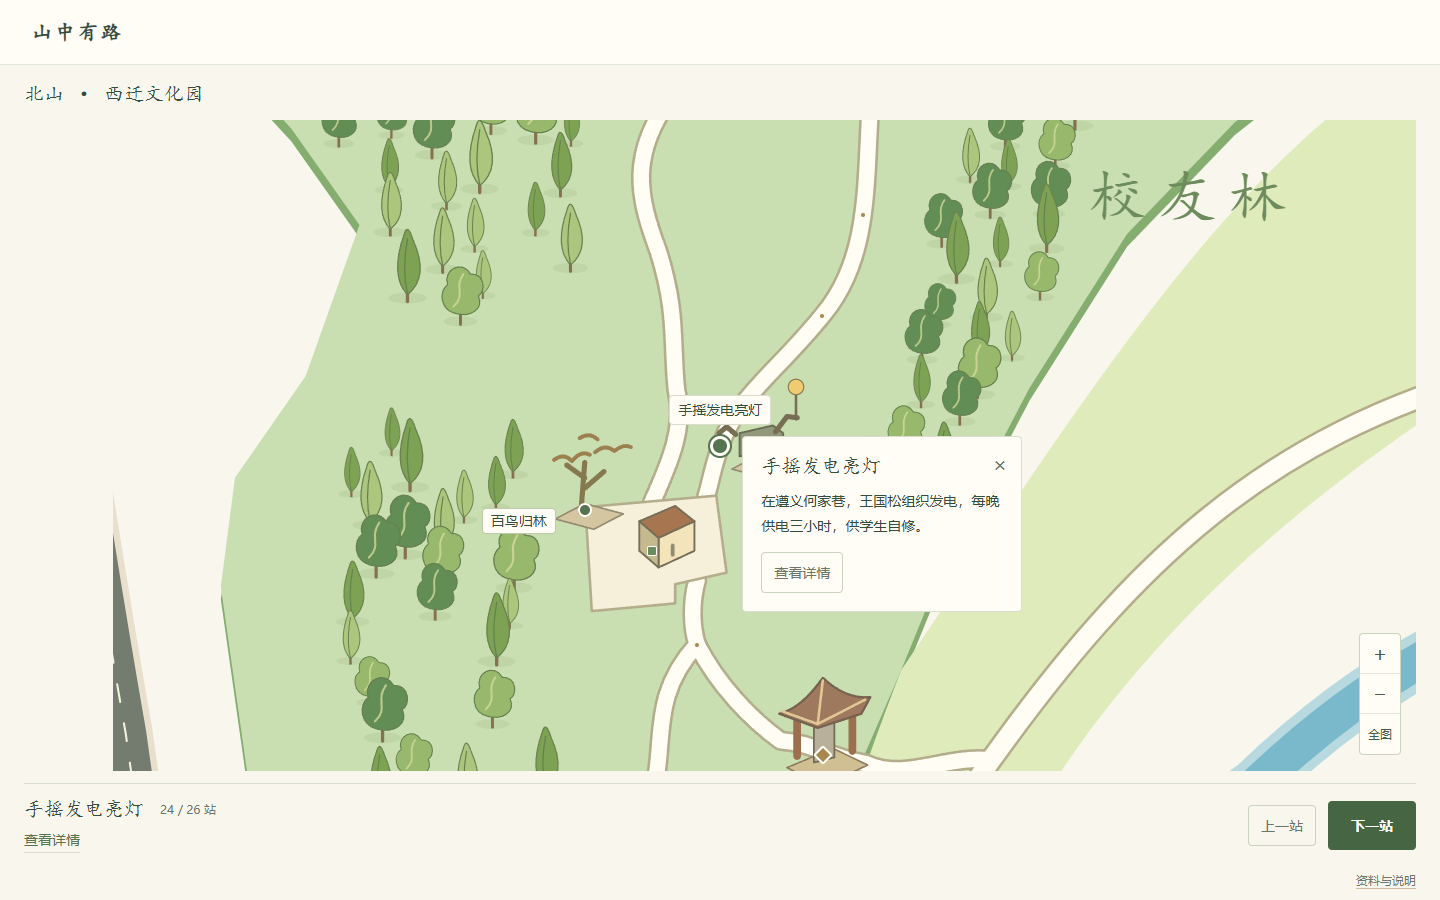 山中有路
北山 • 西迁文化园
校友林
手摇发电亮灯
手摇发电亮灯 ×
在遵义何家巷，王国松组织发电，每晚
供电三小时，供学生自修。
查看详情
百鸟归林
+
−
全图
手摇发电亮灯 24 / 26 站
查看详情
上一站 下一站
资料与说明